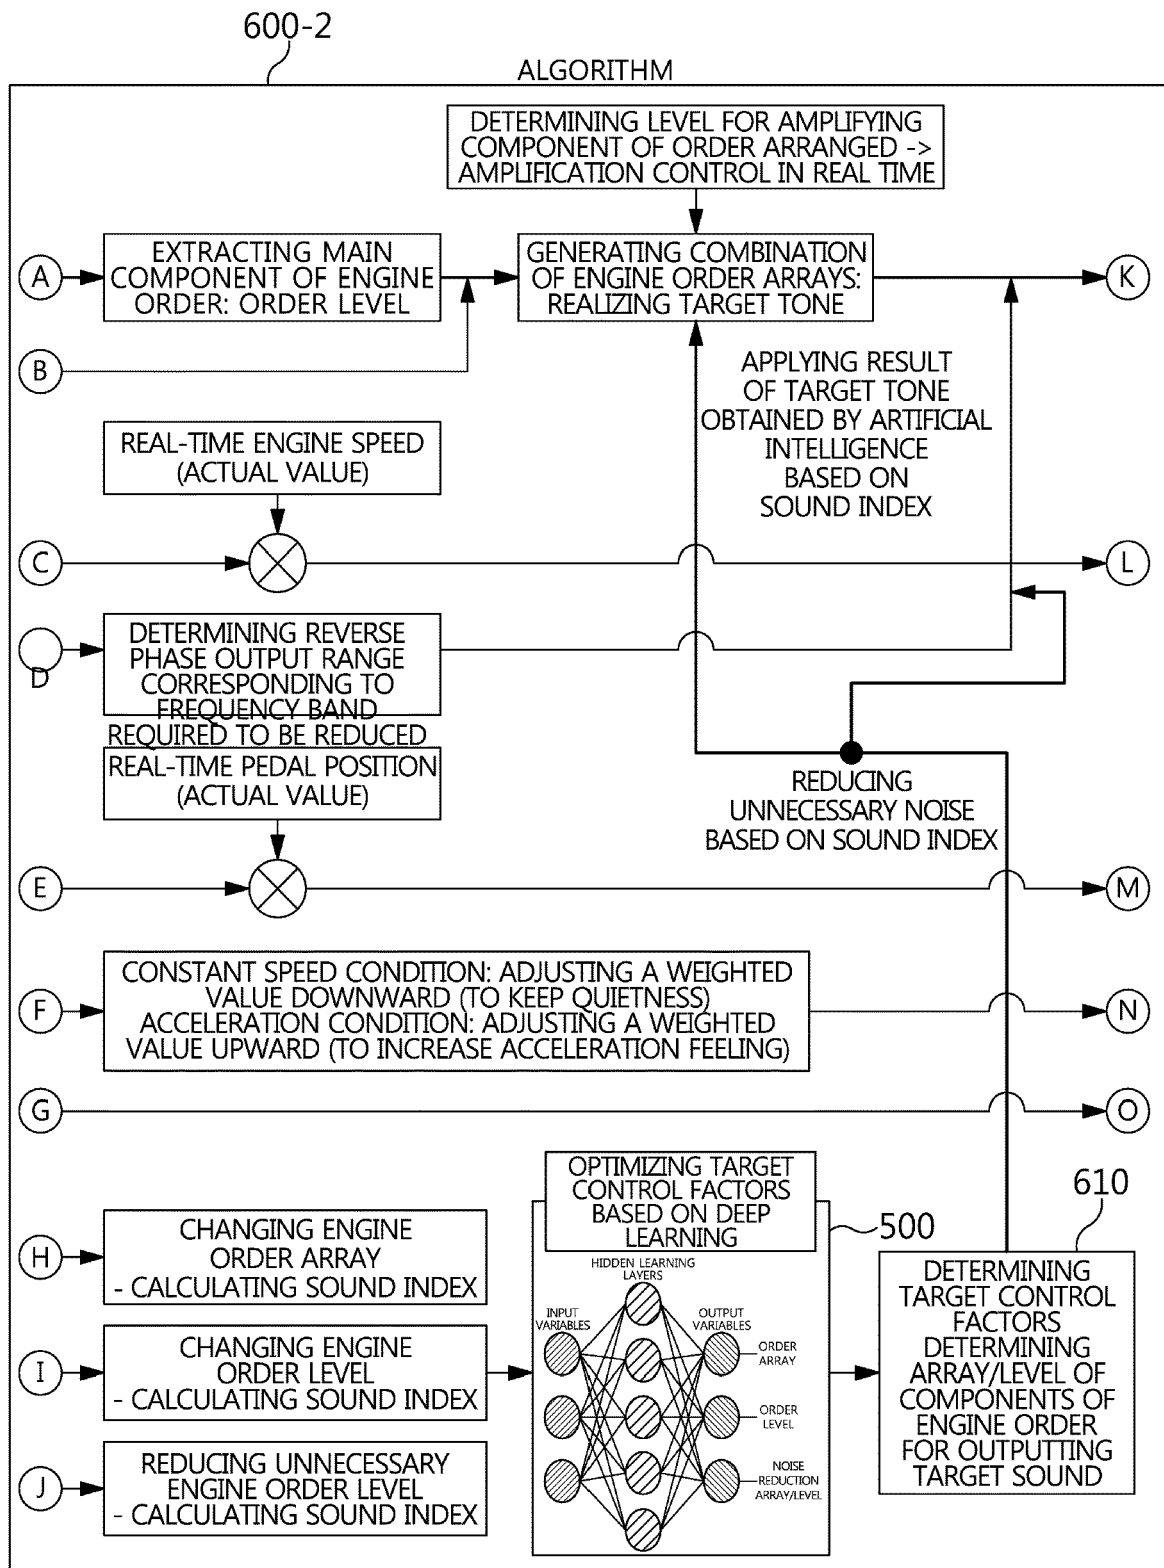 600-2
ALGORITHM
DETERMINING LEVEL FOR AMPLIFYING
COMPONENT OF ORDER ARRANGED ->
AMPLIFICATION CONTROL IN REAL TIME
A
EXTRACTING MAIN
COMPONENT OF ENGINE
ORDER: ORDER LEVEL
GENERATING COMBINATION
OF ENGINE ORDER ARRAYS:
REALIZING TARGET TONE
K
B
APPLYING RESULT
OF TARGET TONE
OBTAINED BY ARTIFICIAL
INTELLIGENCE
BASED ON
SOUND INDEX
REAL-TIME ENGINE SPEED
(ACTUAL VALUE)
C
L
D
DETERMINING REVERSE
PHASE OUTPUT RANGE
CORRESPONDING TO
FREQUENCY BAND
REQUIRED TO BE REDUCED
REAL-TIME PEDAL POSITION
(ACTUAL VALUE)
REDUCING
UNNECESSARY NOISE
BASED ON SOUND INDEX
E
M
F
CONSTANT SPEED CONDITION: ADJUSTING A WEIGHTED
VALUE DOWNWARD (TO KEEP QUIETNESS)
ACCELERATION CONDITION: ADJUSTING A WEIGHTED
VALUE UPWARD (TO INCREASE ACCELERATION FEELING)
N
G
O
H
CHANGING ENGINE
ORDER ARRAY
- CALCULATING SOUND INDEX
I
CHANGING ENGINE
ORDER LEVEL
- CALCULATING SOUND INDEX
J
REDUCING UNNECESSARY
ENGINE ORDER LEVEL
- CALCULATING SOUND INDEX
OPTIMIZING TARGET
CONTROL FACTORS
BASED ON DEEP
LEARNING
500
HIDDEN LEARNING
LAYERS
INPUT
VARIABLES
OUTPUT
VARIABLES
ORDER
ARRAY
ORDER
LEVEL
NOISE
REDUCTION
ARRAY/LEVEL
610
DETERMINING
TARGET CONTROL
FACTORS
DETERMINING
ARRAY/LEVEL OF
COMPONENTS OF
ENGINE ORDER
FOR OUTPUTTING
TARGET SOUND